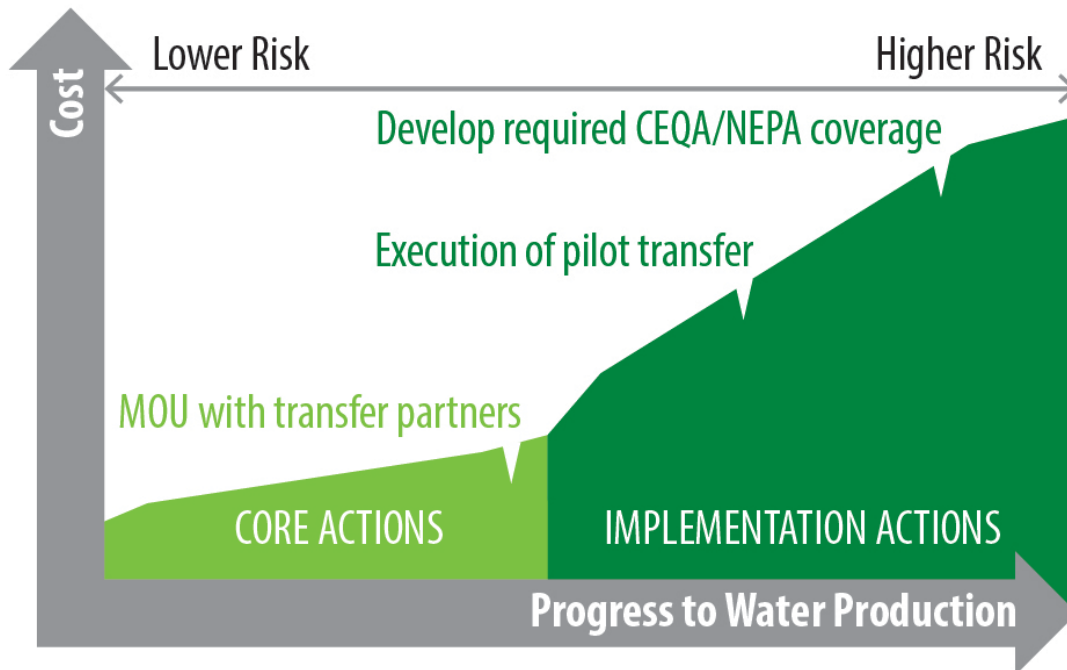 Cost
Lower Risk
Higher Risk
Develop required CEQA/NEPA coverage
Execution of pilot transfer
MOU with transfer partners
CORE ACTIONS
IMPLEMENTATION ACTIONS
Progress to Water Production